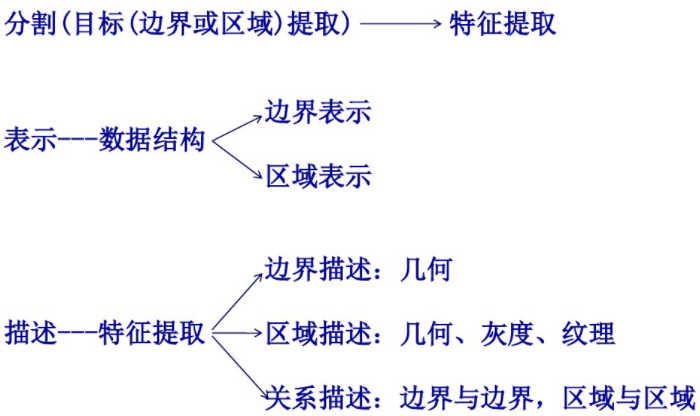 分割(目标(边界或区域)提取) 特征提取
边界表示
表示---数据结构
区域表示
边界描述：几何
描述---特征提取 区域描述：几何、灰度、纹理
关系描述：边界与边界，区域与区域